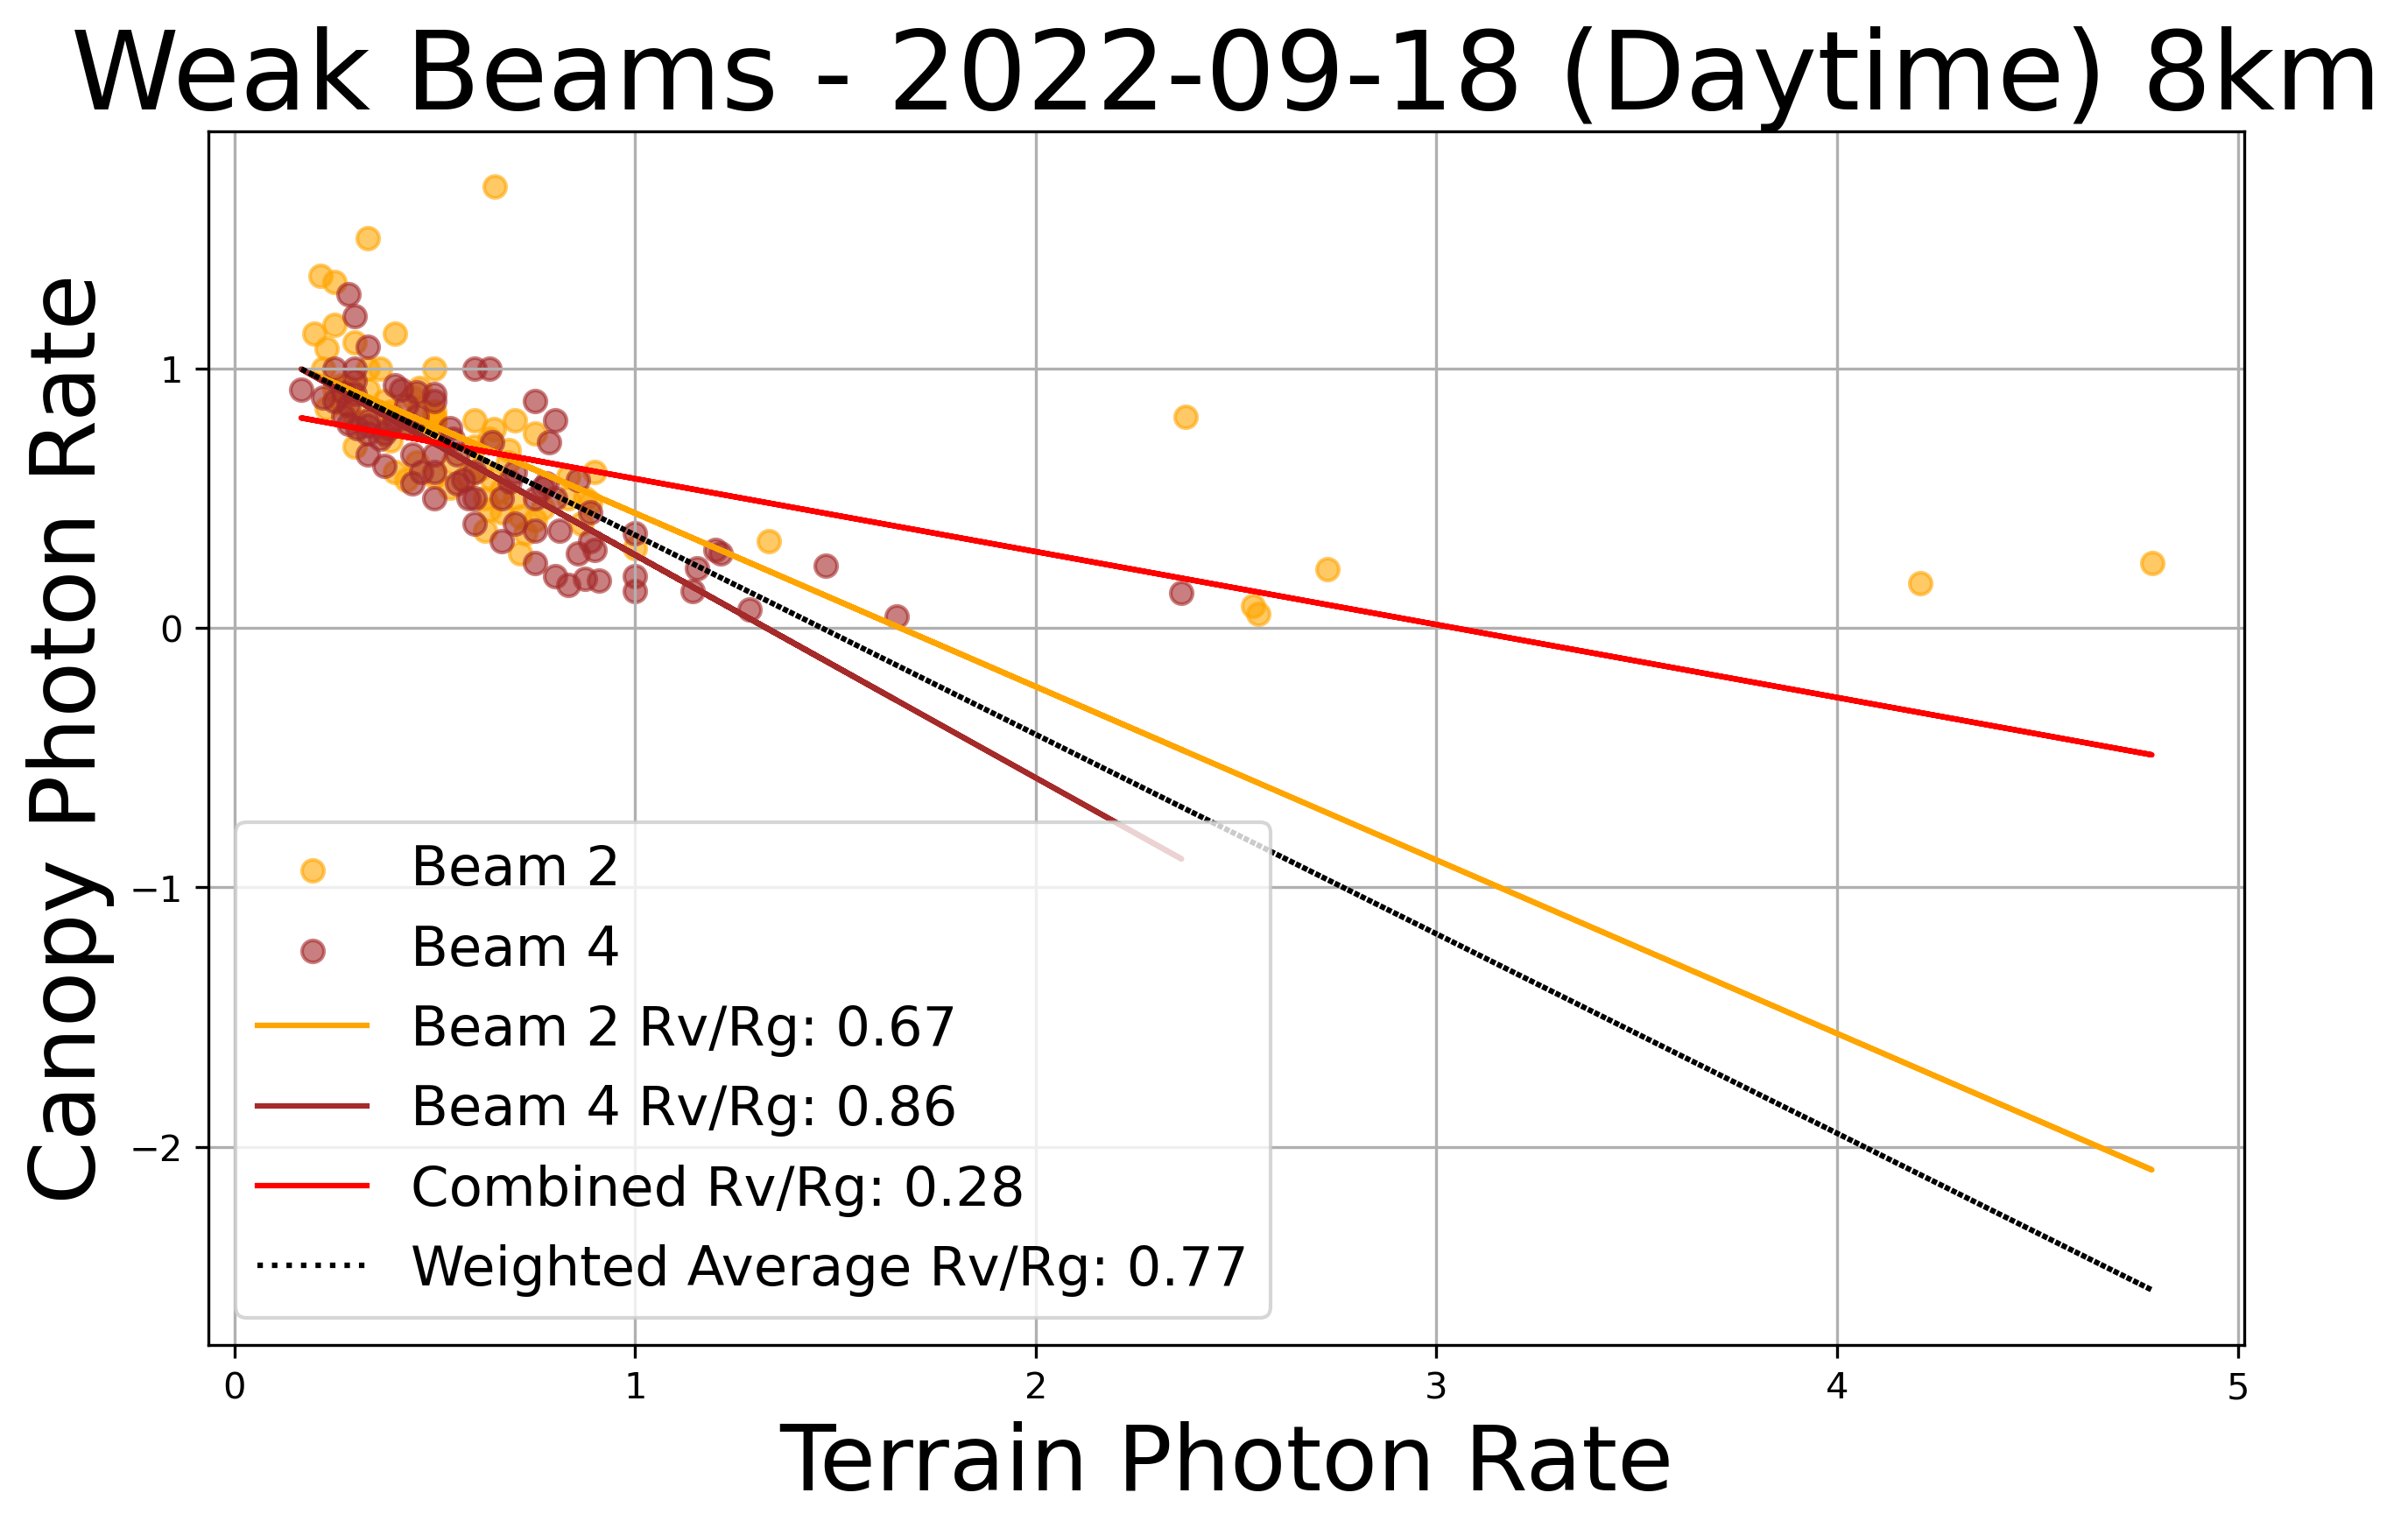 Weak Beams - 2022-09-18 (Daytime) 8km
Canopy Photon Rate
1
0
−1
−2
Beam 2
Beam 4
Beam 2 Rv/Rg: 0.67
Beam 4 Rv/Rg: 0.86
Combined Rv/Rg: 0.28
Weighted Average Rv/Rg: 0.77
0 1 2 3 4 5
Terrain Photon Rate